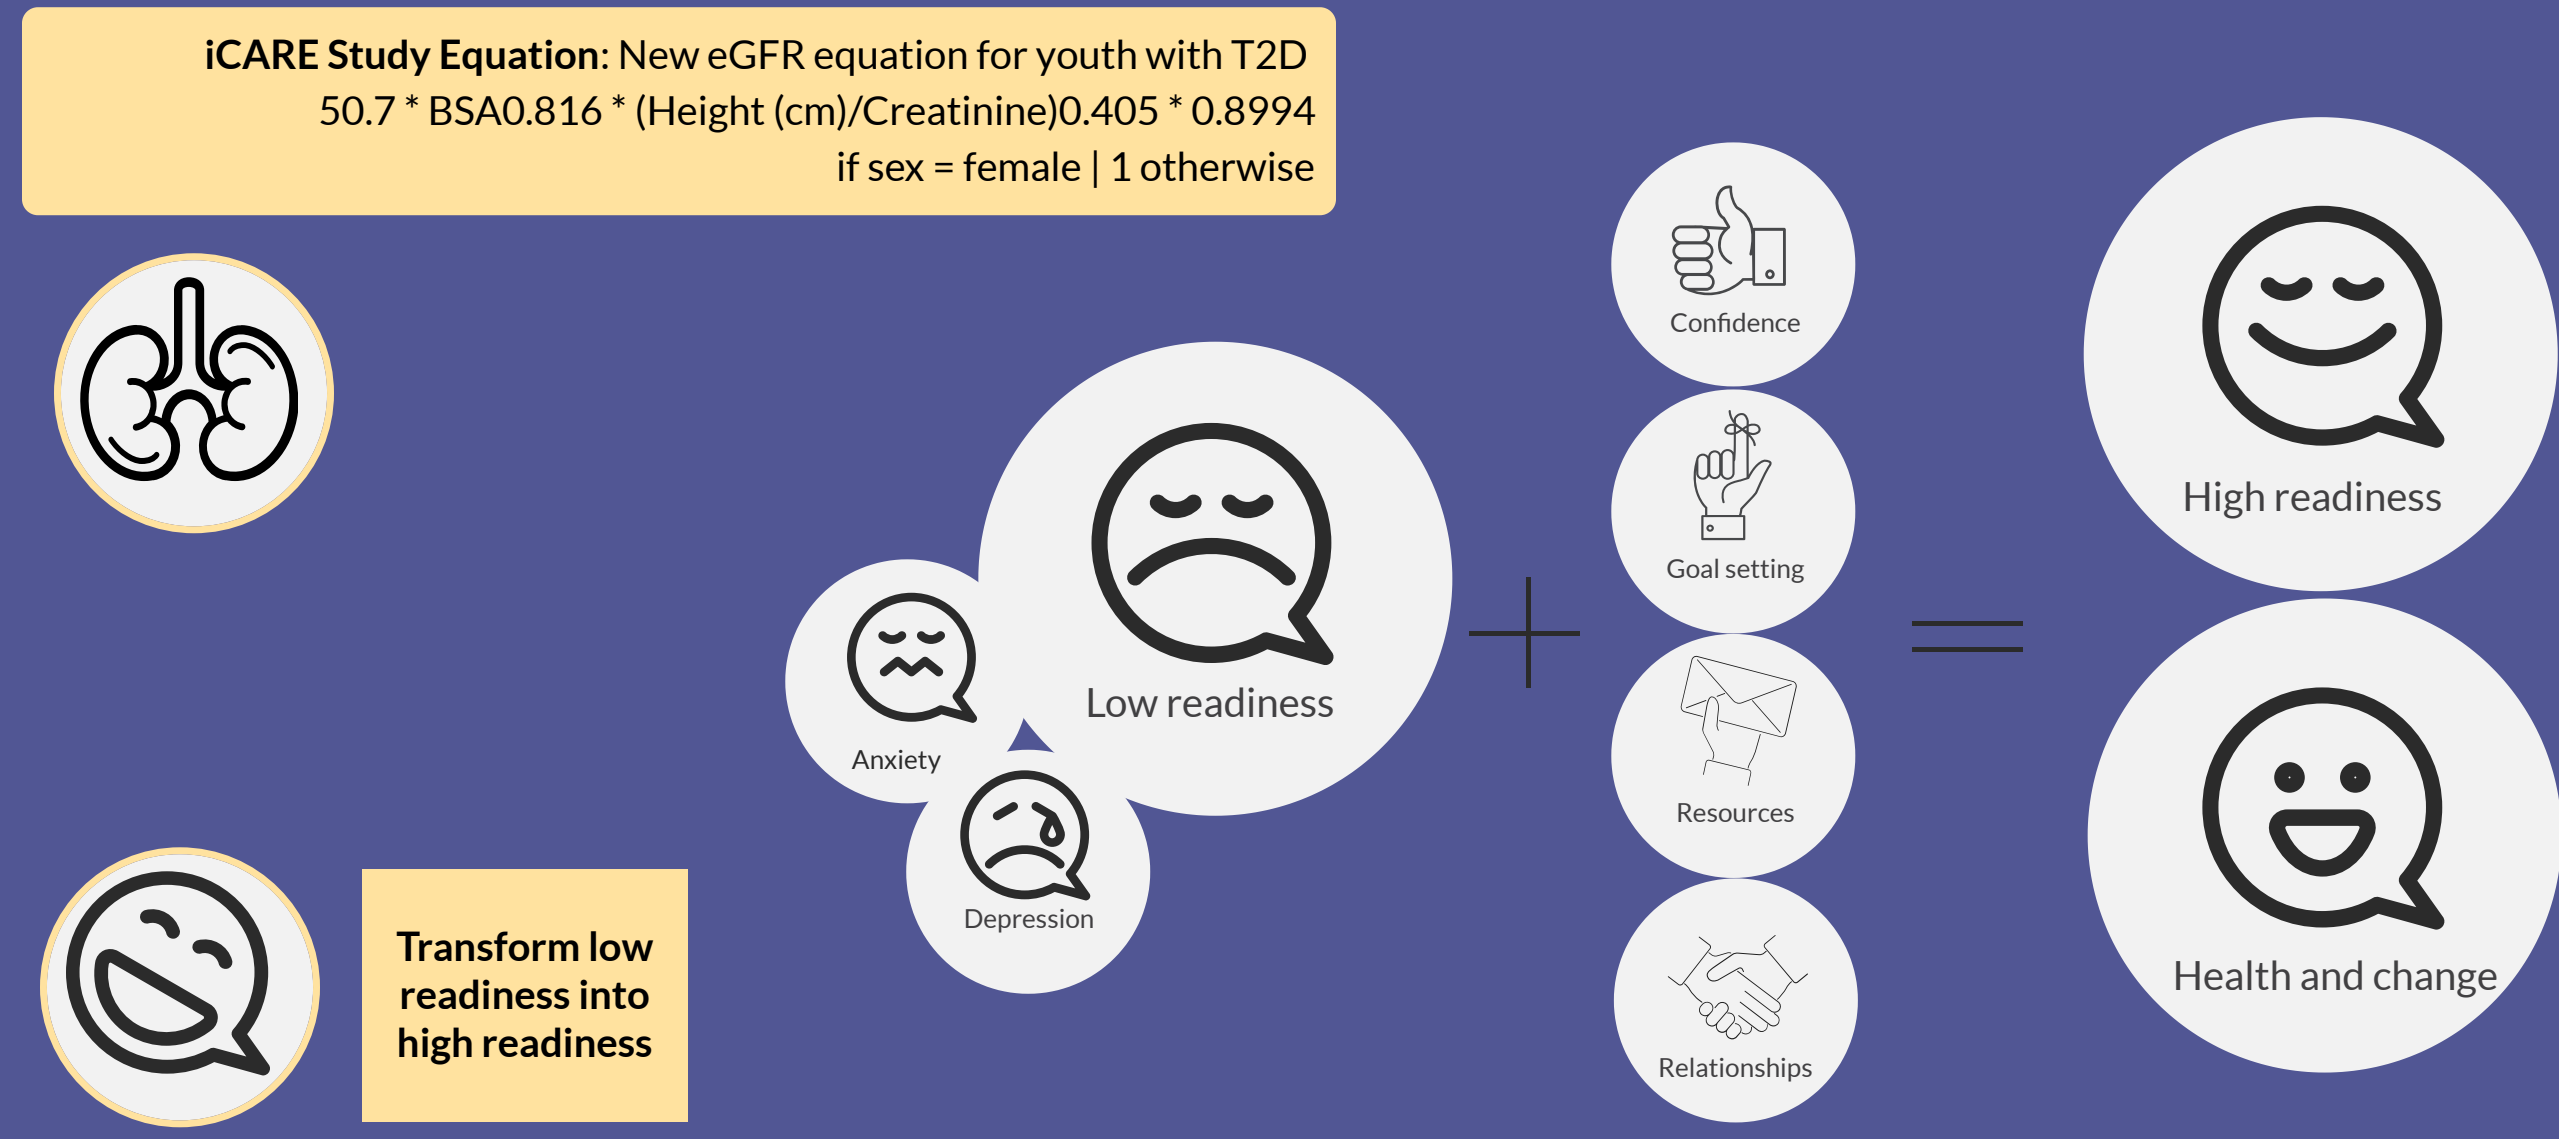 iCARE Study Equation: New eGFR equation for youth with T2D
50.7 * BSA0.816 * (Height (cm)/Creatinine)0.405 * 0.8994
if sex = female | 1 otherwise
Anxiety
Depression
Low readiness
Confidence
Goal setting
Resources
Relationships
High readiness
Health and change
Transform low
readiness into
high readiness